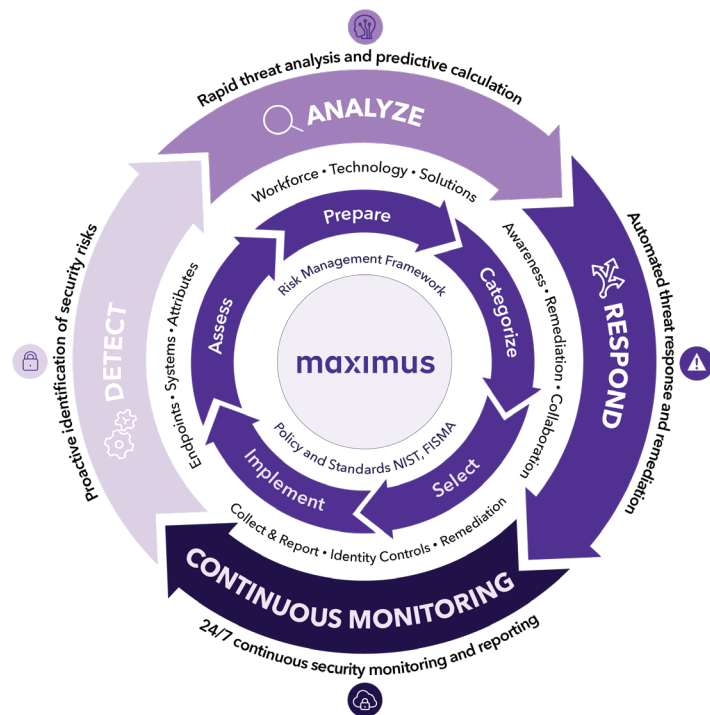 Rapid threat analysis and predictive calculation
ANALYZE
Workforce • Technology • Solutions
Prepare
Risk Management Framework
Automated threat response and remediation
RESPOND
Awareness • Remediation • Collaboration
Categorize
maximus
Proactive identification of security risks
DETECT
Endpoints • Systems • Attributes
Assess
Policy and Standards NIST, FISMA
Select
Implement
Collect & Report • Identity Controls • Remediation
CONTINUOUS MONITORING
24/7 continuous security monitoring and reporting